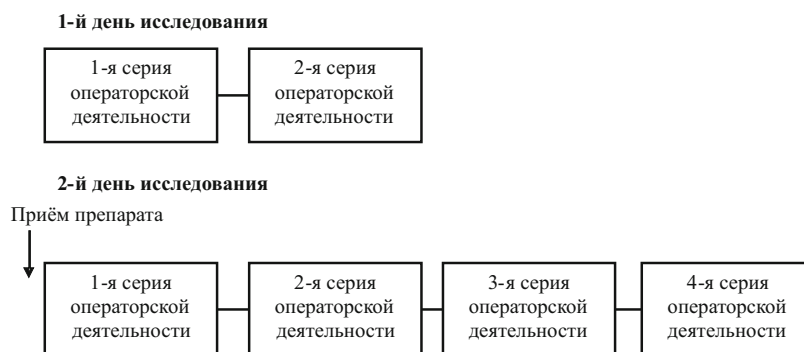 1-й день исследования
1-я серия
операторской
деятельности
2-я серия
операторской
деятельности
2-й день исследования
Приём препарата
1-я серия
операторской
деятельности
2-я серия
операторской
деятельности
3-я серия
операторской
деятельности
4-я серия
операторской
деятельности